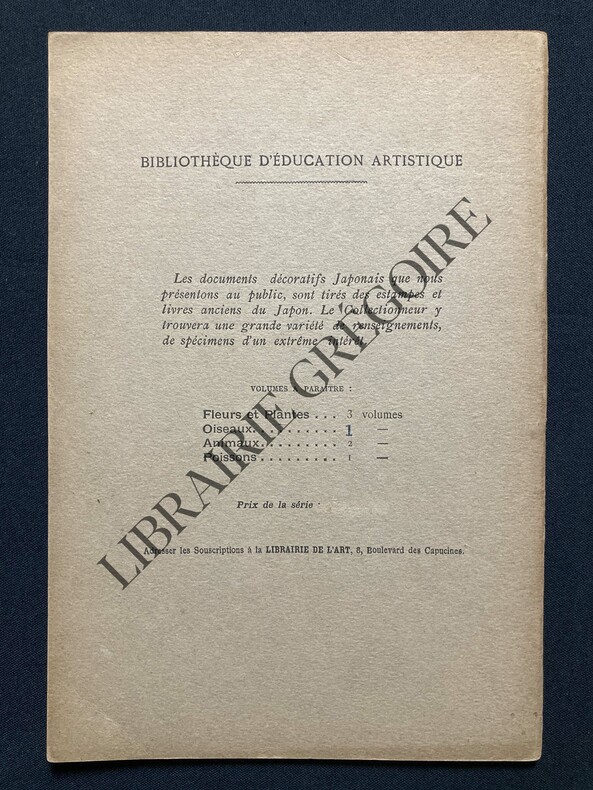 BIBLIOTHÈQUE D'ÉDUCATION ARTISTIQUE
Les documents décoratifs Japonais que nous
présentons au public, sont tirés des estampes et
livres anciens du Japon. Le Collectionneur y
trouvera une grande variété de renseignements,
de spécimens d'un extrême intérêt.
VOLUMES A PARAITRE :
Fleurs et Plantes . . . 3 volumes
Oiseaux. . . . . . . . . . 1 —
Animaux. . . . . . . . . 2 —
Poissons . . . . . . . . . 1 —
Prix de la série :
Adresser les Souscriptions à la LIBRAIRIE DE L'ART, 8, Boulevard des Capucines.
LIBRAIRIE GRÉGOIRE